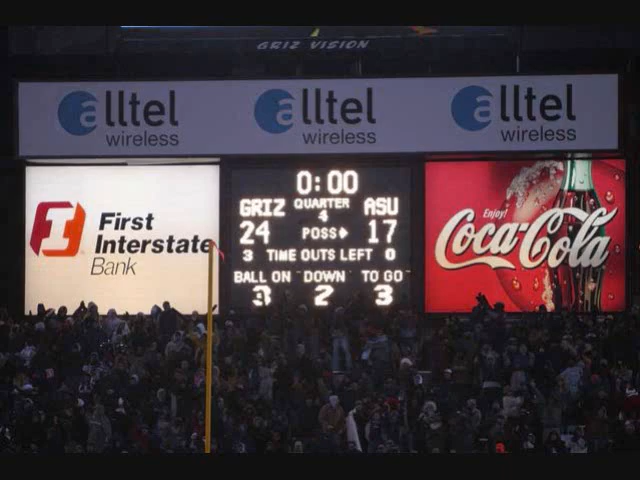 GRIZ VISION
alltel wireless
alltel wireless
alltel wireless
First Interstate Bank
0:00
GRIZ QUARTER ASU
4
24 POSS 17
3 TIME OUTS LEFT 0
BALL ON DOWN TO GO
3 2 3
Enjoy!
Coca-Cola